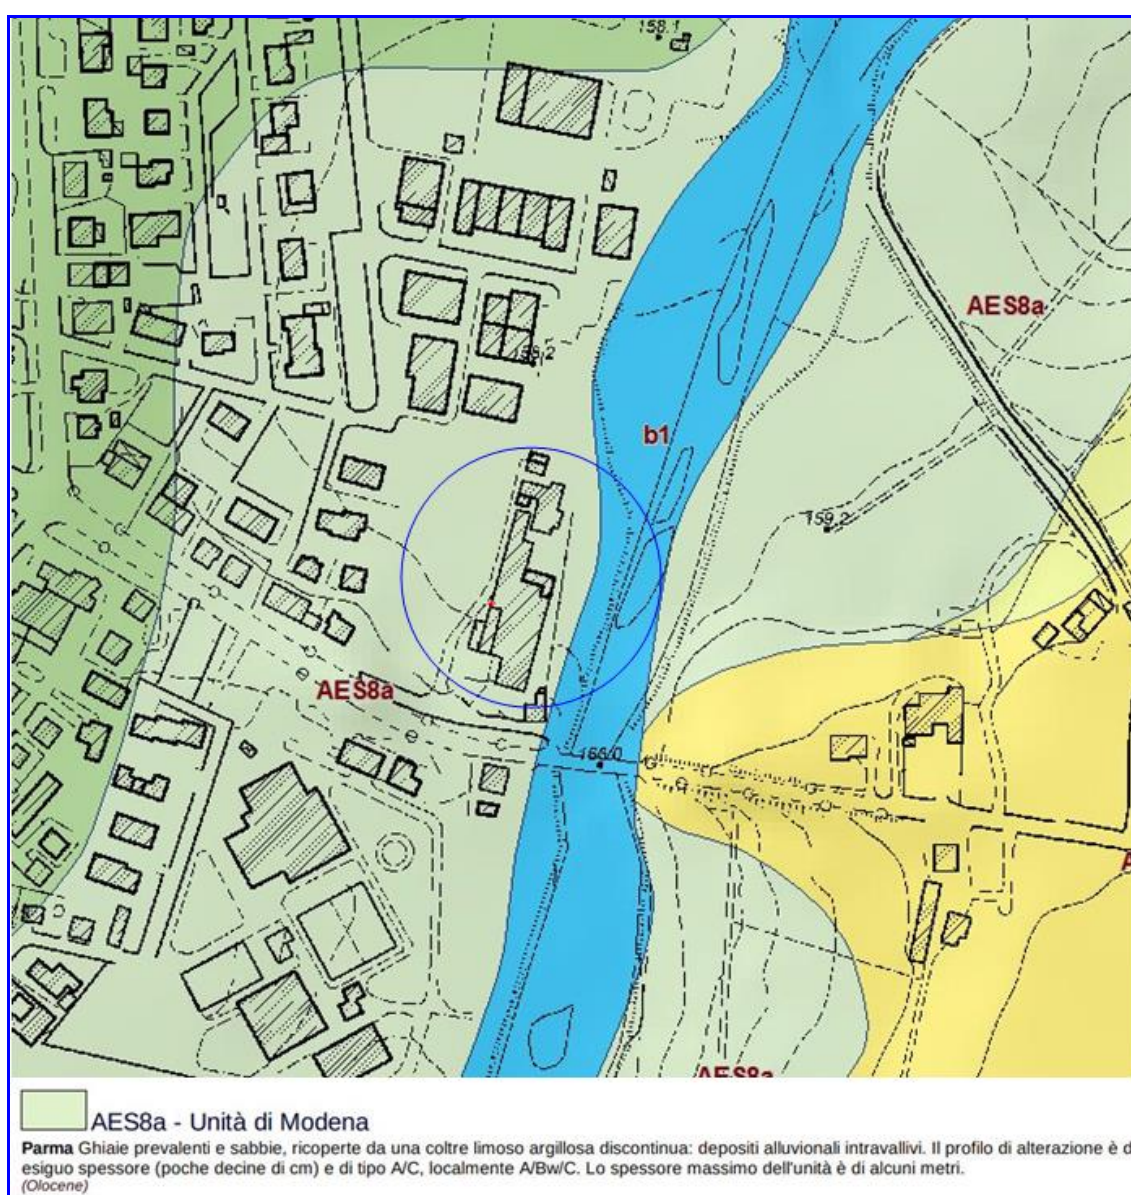 158.1
AES8a
158.2
b1
159.2
AES8a
166.0
AES8a
AES8a - Unità di Modena
Parma Ghiaie prevalenti e sabbie, ricoperte da una coltre limoso argillosa discontinua: depositi alluvionali intravallivi. Il profilo di alterazione è d
esiguo spessore (poche decine di cm) e di tipo A/C, localmente A/Bw/C. Lo spessore massimo dell'unità è di alcuni metri.
(Olocene)